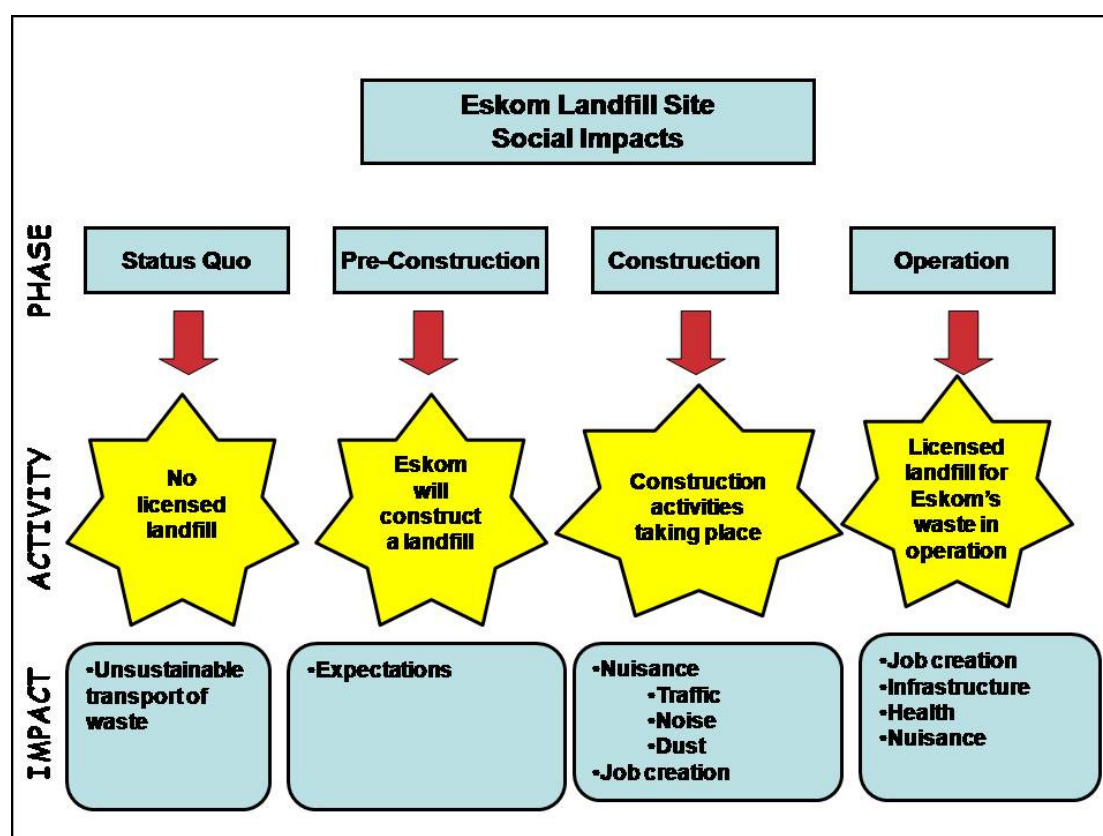 Eskom Landfill Site
Social Impacts
PHASE
Status Quo
Pre-Construction
Construction
Operation
ACTIVITY
No
licensed
landfill
Eskom
will
construct
a landfill
Construction
activities
taking place
Licensed
landfill for
Eskom's
waste in
operation
IMPACT
•Unsustainable
transport of
waste
•Expectations
•Nuisance
•Traffic
•Noise
•Dust
•Job creation
•Job creation
•Infrastructure
•Health
•Nuisance